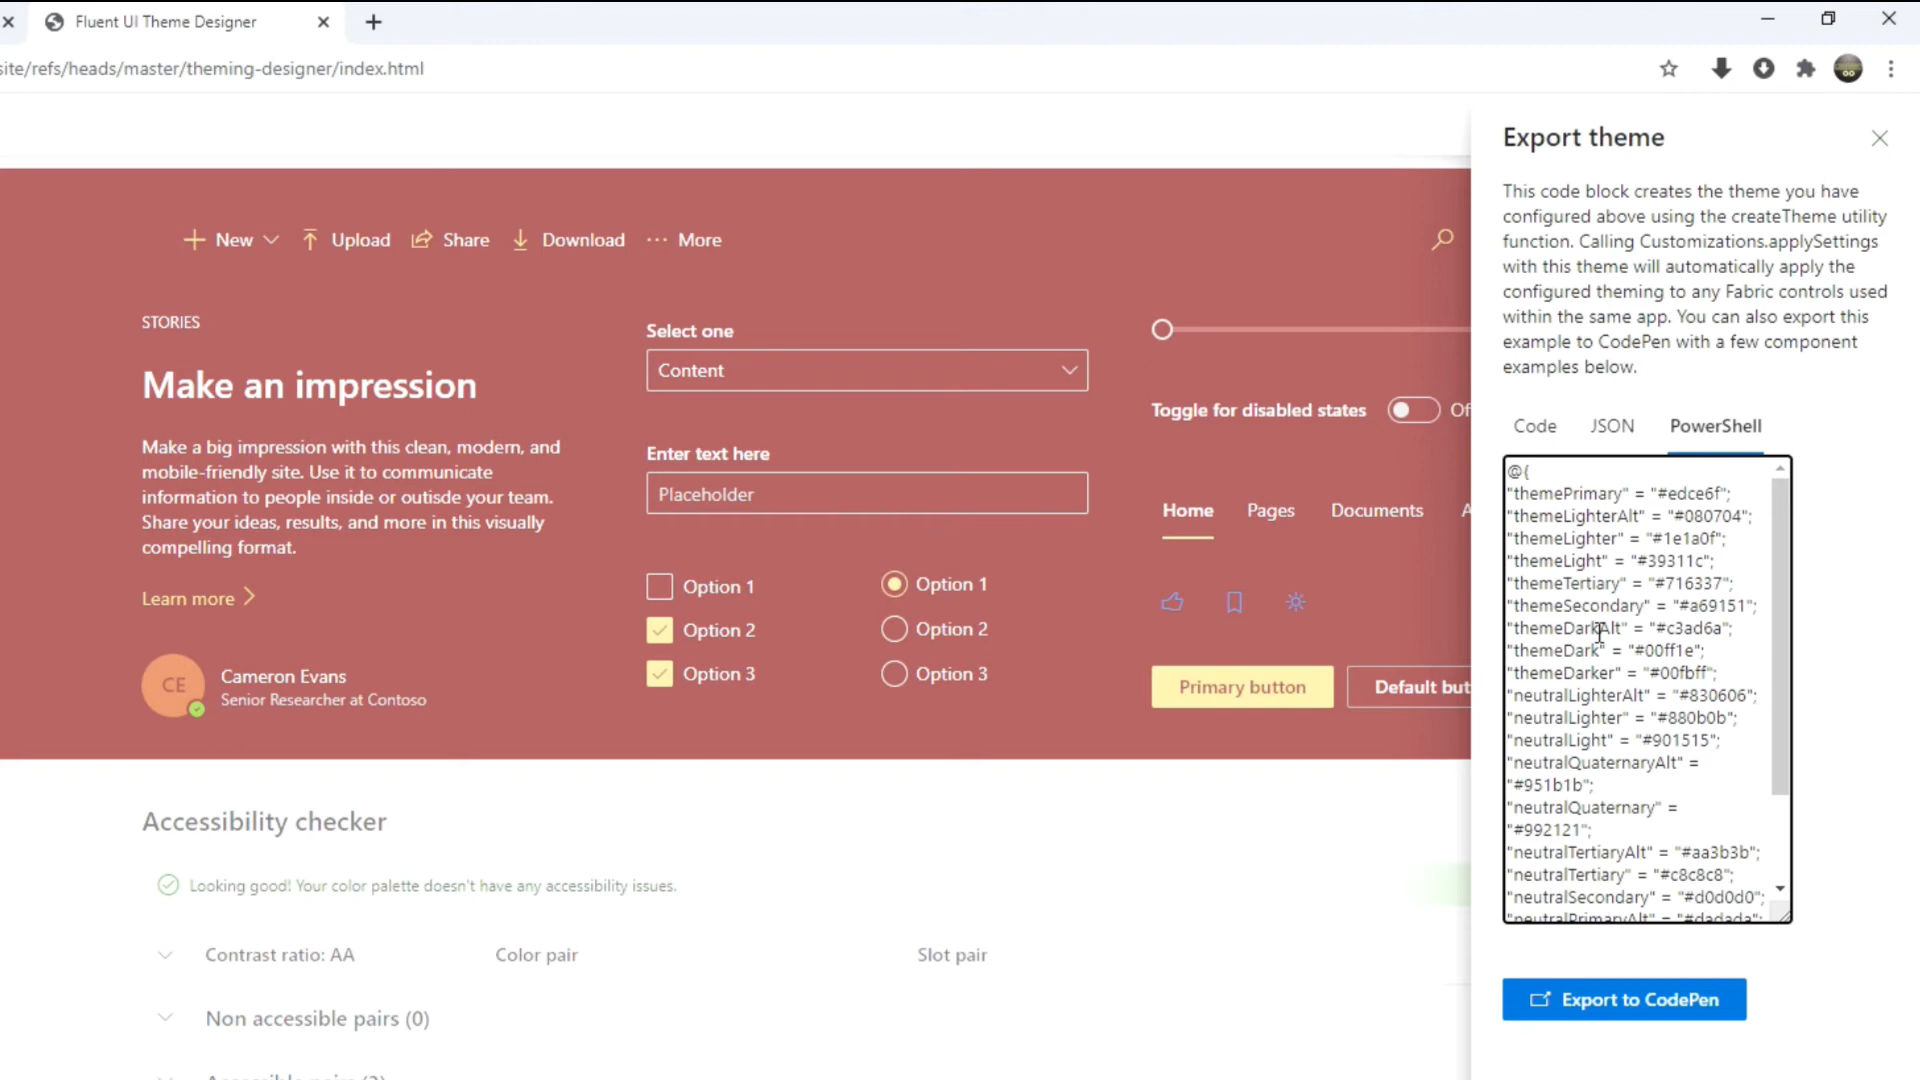 Fluent UI Theme Designer
site/refs/heads/master/theming-designer/index.html
New
Upload
Share
Download
More
STORIES
Make an impression
Make a big impression with this clean, modern, and
mobile-friendly site. Use it to communicate
information to people inside or outisde your team.
Share your ideas, results, and more in this visually
compelling format.
Learn more
CE
Cameron Evans
Senior Researcher at Contoso
Select one
Content
Enter text here
Placeholder
Option 1
Option 2
Option 3
Option 1
Option 2
Option 3
Toggle for disabled states
Home
Pages
Documents
Primary button
Default but
Accessibility checker
Looking good! Your color palette doesn't have any accessibility issues.
Contrast ratio: AA
Color pair
Slot pair
Non accessible pairs (0)
Export theme
This code block creates the theme you have
configured above using the createTheme utility
function. Calling Customizations.applySettings
with this theme will automatically apply the
configured theming to any Fabric controls used
within the same app. You can also export this
example to CodePen with a few component
examples below.
Code
JSON
PowerShell
@{
"themePrimary" = "#edce6f";
"themeLighterAlt" = "#080704";
"themeLighter" = "#1e1a0f";
"themeLight" = "#39311c";
"themeTertiary" = "#716337";
"themeSecondary" = "#a69151";
"themeDarkAlt" = "#c3ad6a";
"themeDark" = "#00ff1e";
"themeDarker" = "#00fbff";
"neutralLighterAlt" = "#830606";
"neutralLighter" = "#880b0b";
"neutralLight" = "#901515";
"neutralQuaternaryAlt" =
"#951b1b";
"neutralQuaternary" =
"#992121";
"neutralTertiaryAlt" = "#aa3b3b";
"neutralTertiary" = "#c8c8c8";
"neutralSecondary" = "#d0d0d0";
"neutralPrimaryAlt" = "#dadada";
Export to CodePen